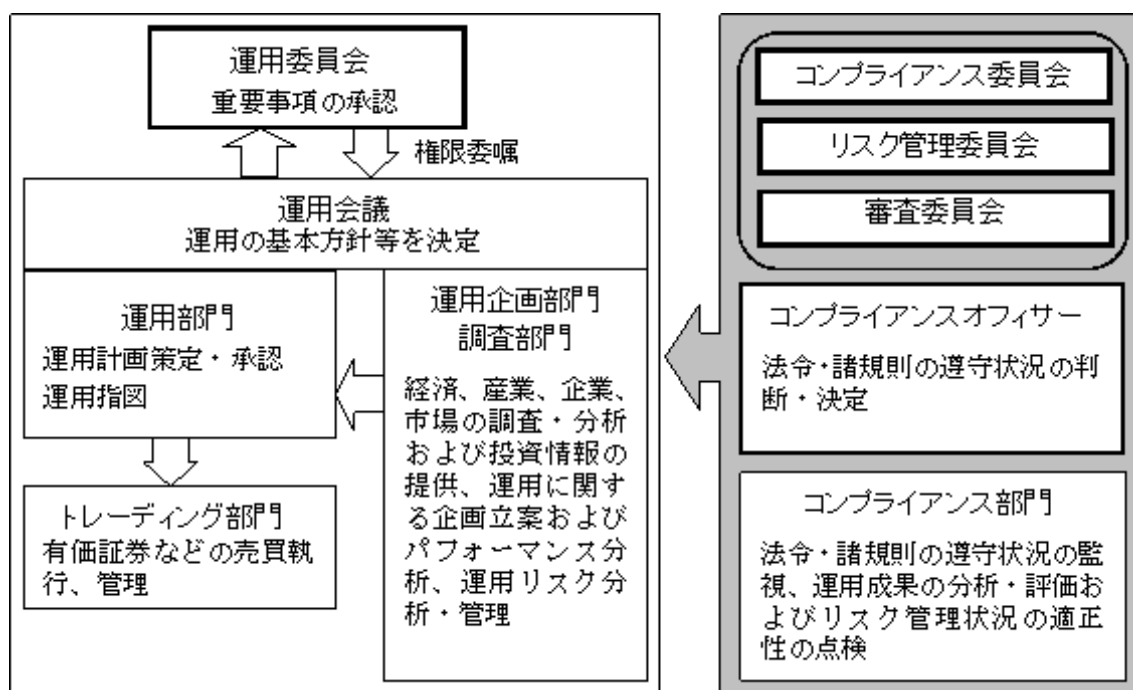 運用委員会
重要事項の承認
権限委嘱
運用会議
運用の基本方針等を決定
運用部門
運用計画策定・承認
運用指図
運用企画部門
調査部門
経済、産業、企業、
市場の調査・分析
および投資情報の
提供、運用に関す
る企画立案および
パフォーマンス分
析、運用リスク分
析・管理
トレーディング部門
有価証券などの売買執
行、管理
コンプライアンス委員会
リスク管理委員会
審査委員会
コンプライアンスオフィサー
法令・諸規則の遵守状況の判
断・決定
コンプライアンス部門
法令・諸規則の遵守状況の監
視、運用成果の分析・評価お
よびリスク管理状況の適正
性の点検